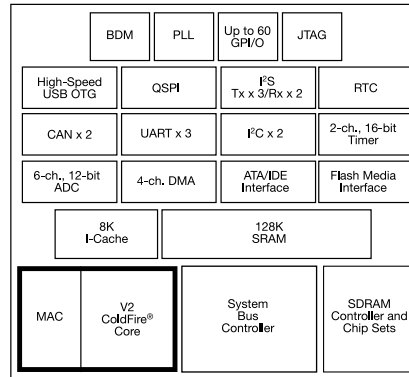 BDM
PLL
Up to 60
GPI/O
JTAG
High-Speed
USB OTG
QSPI
I²S
Tx x 3/Rx x 2
RTC
CAN x 2
UART x 3
I²C x 2
2-ch., 16-bit
Timer
6-ch., 12-bit
ADC
4-ch. DMA
ATA/IDE
Interface
Flash Media
Interface
8K
I-Cache
128K
SRAM
MAC
V2
ColdFire®
Core
System
Bus
Controller
SDRAM
Controller and
Chip Sets